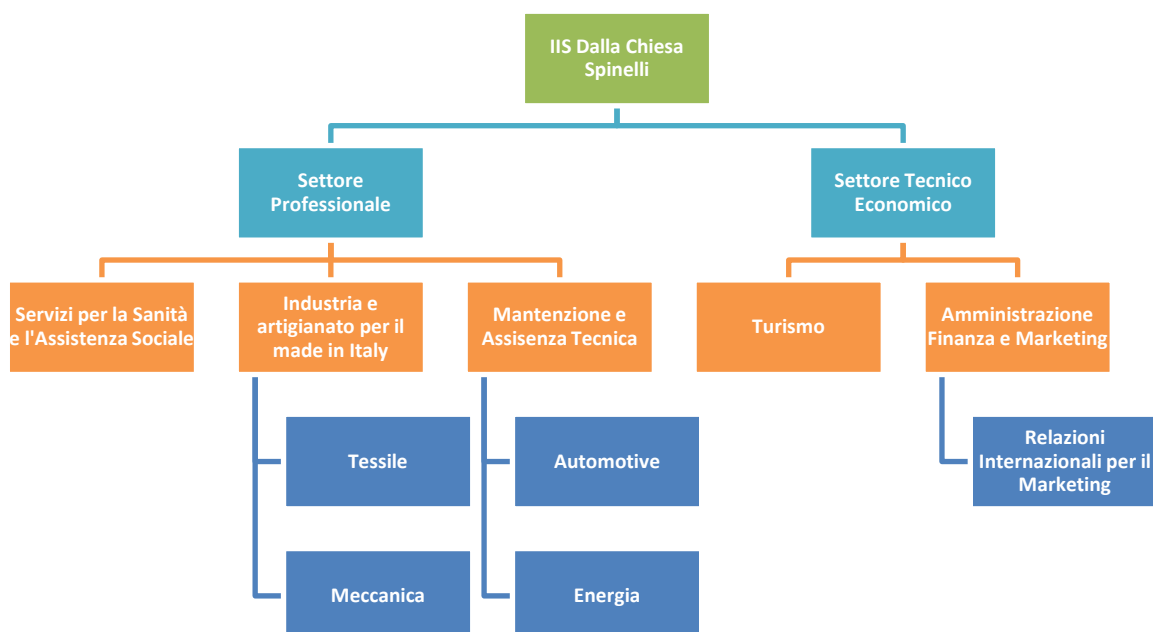 IIS Dalla Chiesa
Spinelli
Settore
Professionale
Settore Tecnico
Economico
Servizi per la Sanità
e l'Assistenza Sociale
Industria e
artigianato per il
made in Italy
Mantenzione e
Assisenza Tecnica
Turismo
Amministrazione
Finanza e Marketing
Tessile
Automotive
Relazioni
Internazionali per il
Marketing
Meccanica
Energia